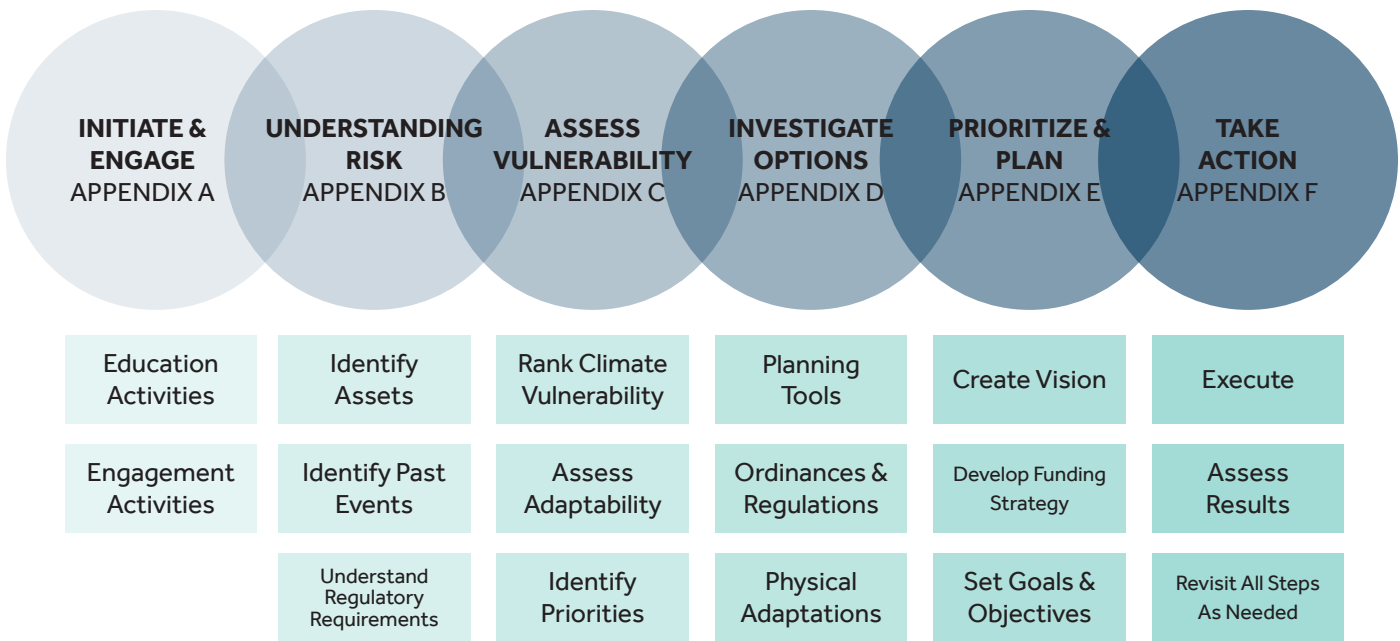 INITIATE &
ENGAGE
APPENDIX A
UNDERSTANDING
RISK
APPENDIX B
ASSESS
VULNERABILITY
APPENDIX C
INVESTIGATE
OPTIONS
APPENDIX D
PRIORITIZE &
PLAN
APPENDIX E
TAKE
ACTION
APPENDIX F
Education
Activities
Identify
Assets
Rank Climate
Vulnerability
Planning
Tools
Create Vision
Execute
Engagement
Activities
Identify Past
Events
Assess
Adaptability
Ordinances &
Regulations
Develop Funding
Strategy
Assess
Results
Understand
Regulatory
Requirements
Identify
Priorities
Physical
Adaptations
Set Goals &
Objectives
Revisit All Steps
As Needed